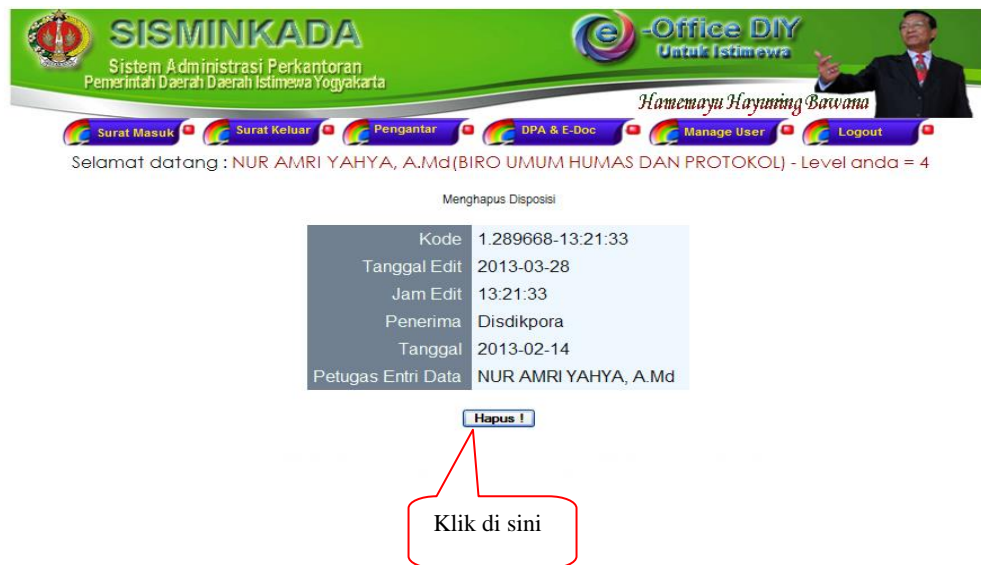 SISMINKADA
Sistem Administrasi Perkantoran
Pemerintah Daerah Daerah Istimewa Yogyakarta
e -Office DIY
Untuk Istimewa
Hamemayu Hayuning Bawana
Surat Masuk Surat Keluar Pengantar DPA & E-Doc Manage User Logout
Selamat datang : NUR AMRI YAHYA, A.Md(BIRO UMUM HUMAS DAN PROTOKOL) - Level anda = 4
Menghapus Disposisi
Kode 1.289668-13:21:33
Tanggal Edit 2013-03-28
Jam Edit 13:21:33
Penerima Disdikpora
Tanggal 2013-02-14
Petugas Entri Data NUR AMRI YAHYA, A.Md
Hapus !
Klik di sini